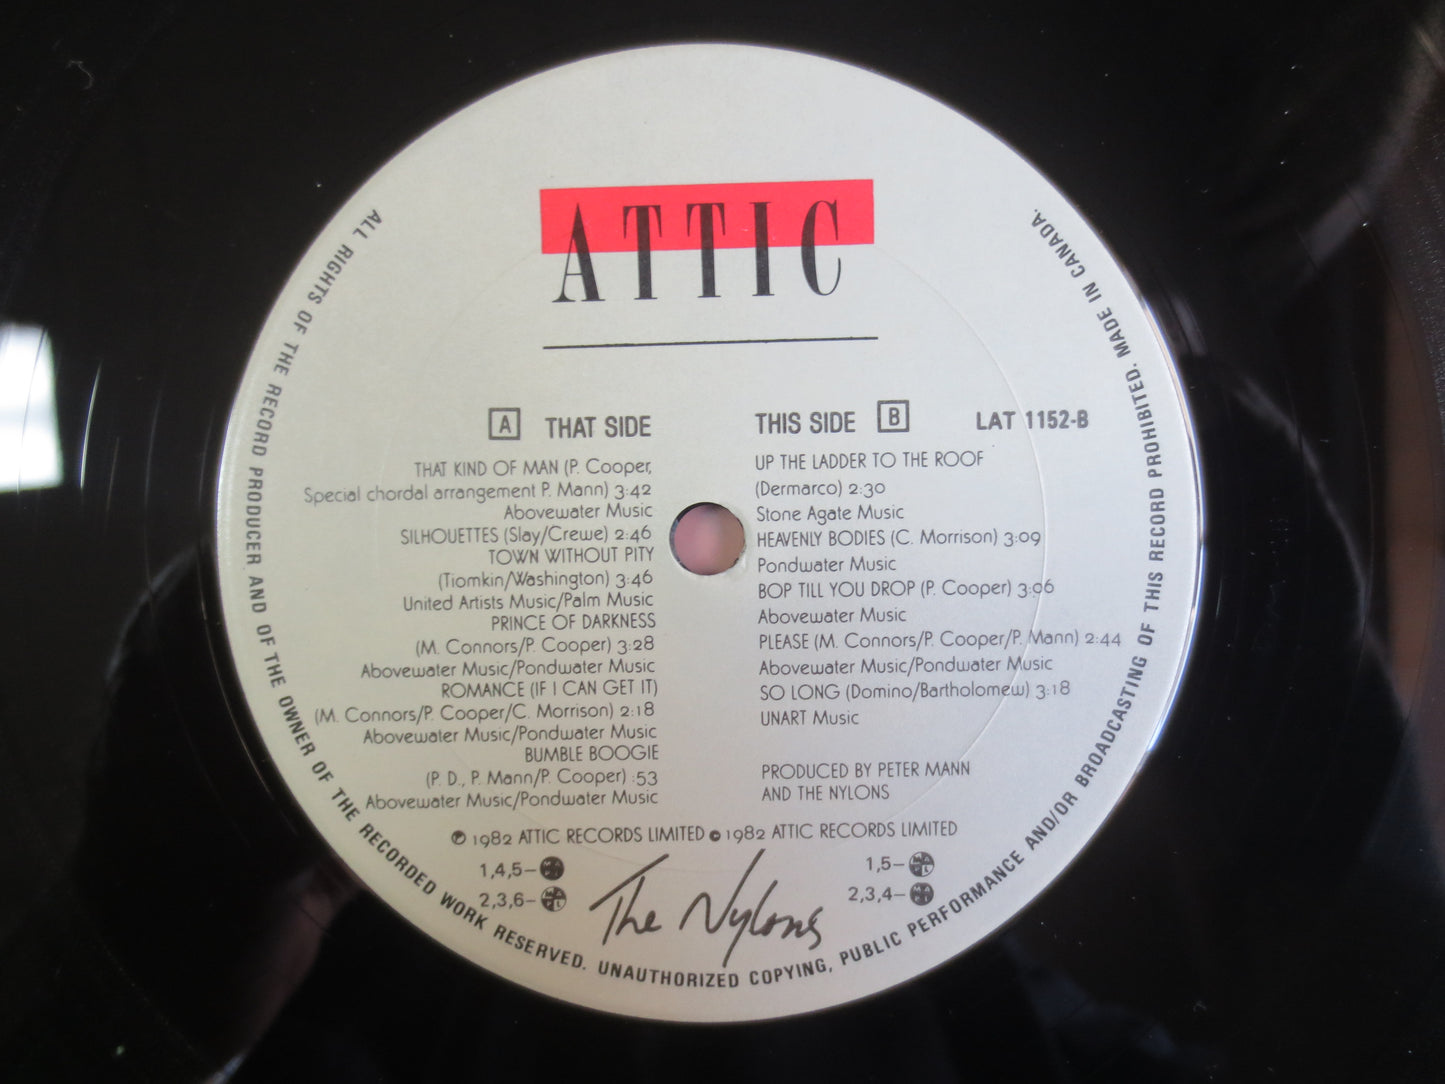 ATTIC
A THAT SIDE
THAT KIND OF MAN (P. Cooper,
Special chordal arrangement P. Mann) 3:42
Abovewater Music
SILHOUETTES (Slay/Crewe) 2:46
TOWN WITHOUT PITY
(Tiomkin/Washington) 3:46
United Artists Music/Palm Music
PRINCE OF DARKNESS
(M. Connors/P. Cooper) 3:28
Abovewater Music/Pondwater Music
ROMANCE (IF I CAN GET IT)
(M. Connors/P. Cooper/C. Morrison) 2:18
Abovewater Music/Pondwater Music
BUMBLE BOOGIE
(P. D., P. Mann/P. Cooper) :53
Abovewater Music/Pondwater Music
THIS SIDE B LAT 1152-B
UP THE LADDER TO THE ROOF
(Dermarco) 2:30
Stone Agate Music
HEAVENLY BODIES (C. Morrison) 3:09
Pondwater Music
BOP TILL YOU DROP (P. Cooper) 3:06
Abovewater Music
PLEASE (M. Connors/P. Cooper/P. Mann) 2:44
Abovewater Music/Pondwater Music
SO LONG (Domino/Bartholomew) 3:18
UNART Music
PRODUCED BY PETER MANN
AND THE NYLONS
℗ 1982 ATTIC RECORDS LIMITED © 1982 ATTIC RECORDS LIMITED
1,4,5– MAPL
2,3,6– MAPL
The Nylons
1,5– MAPL
2,3,4– MAPL
ALL RIGHTS OF THE RECORD PRODUCER AND OF THE OWNER OF THE RECORDED WORK RESERVED. UNAUTHORIZED COPYING, PUBLIC PERFORMANCE AND/OR BROADCASTING OF THIS RECORD PROHIBITED. MADE IN CANADA.